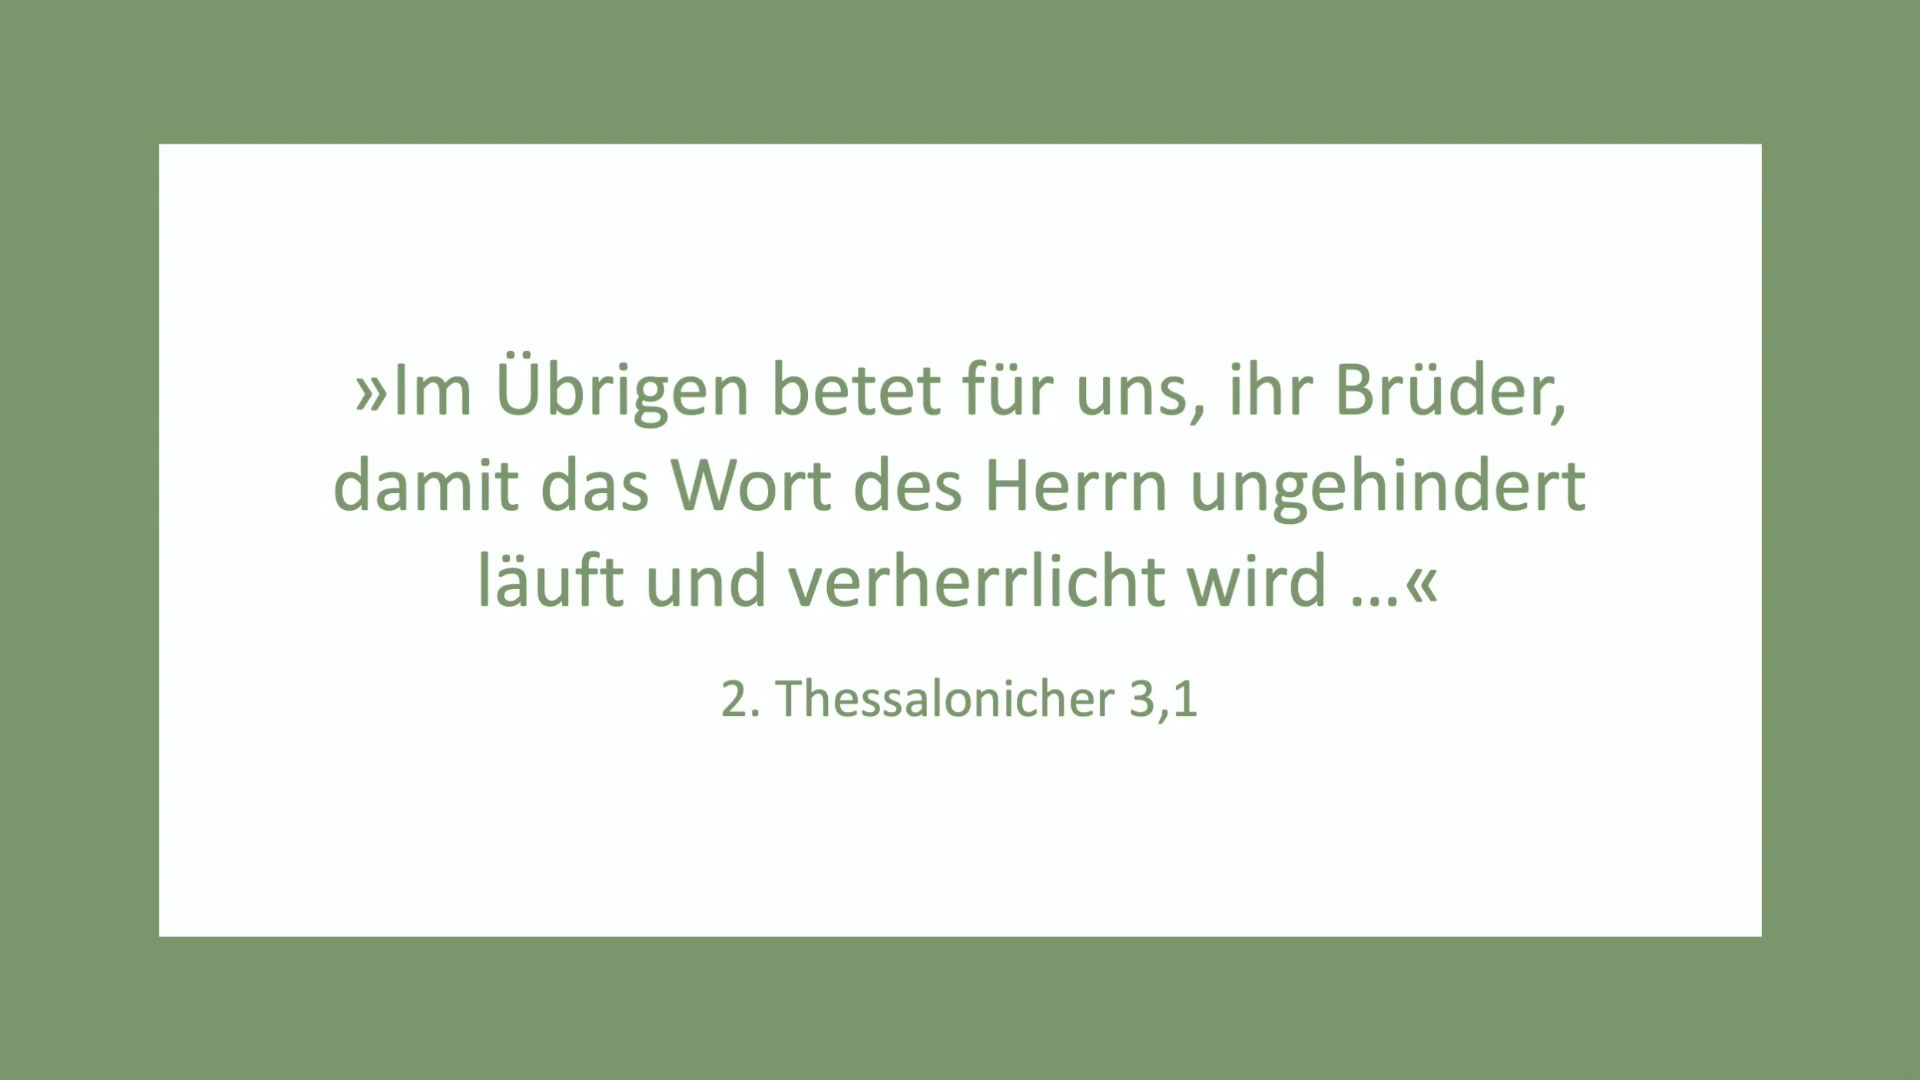 »Im Übrigen betet für uns, ihr Brüder,
damit das Wort des Herrn ungehindert
läuft und verherrlicht wird ...«
2. Thessalonicher 3,1